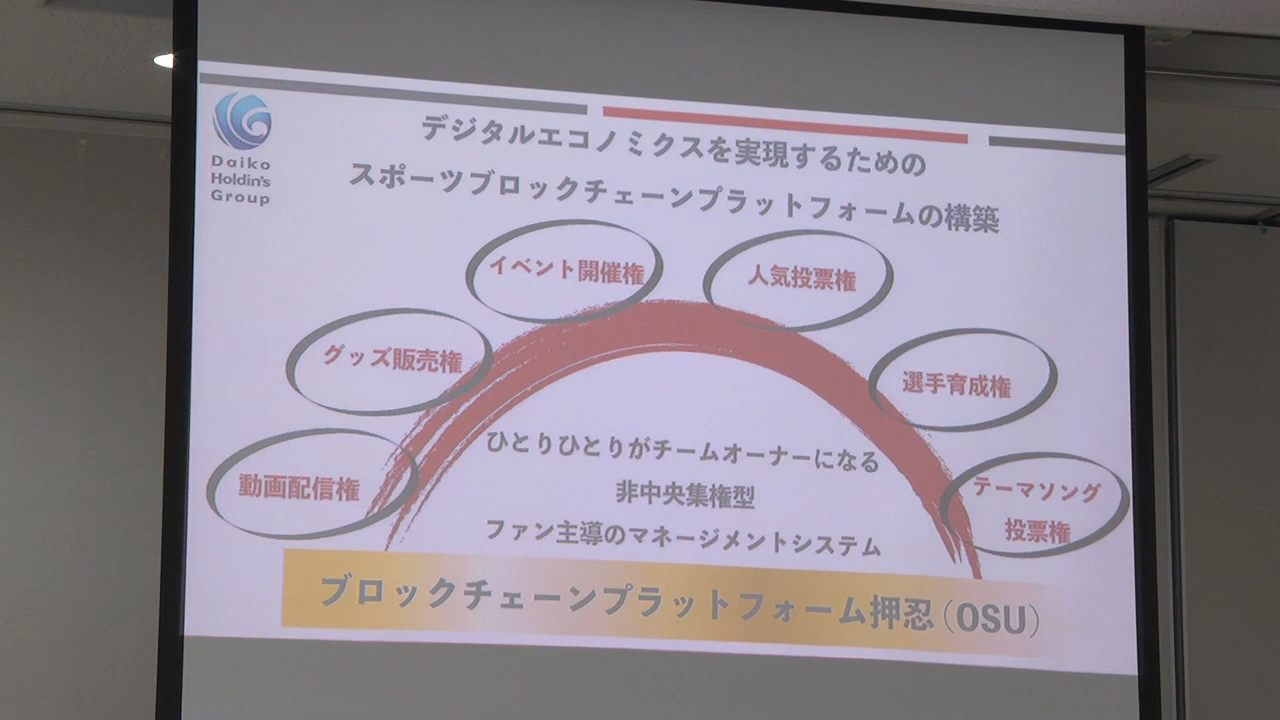 Daiko
Holdin's
Group
デジタルエコノミクスを実現するための
スポーツブロックチェーンプラットフォームの構築
イベント開催権
人気投票権
グッズ販売権
選手育成権
動画配信権
テーマソング
投票権
ひとりひとりがチームオーナーになる
非中央集権型
ファン主導のマネージメントシステム
ブロックチェーンプラットフォーム押忍(OSU)